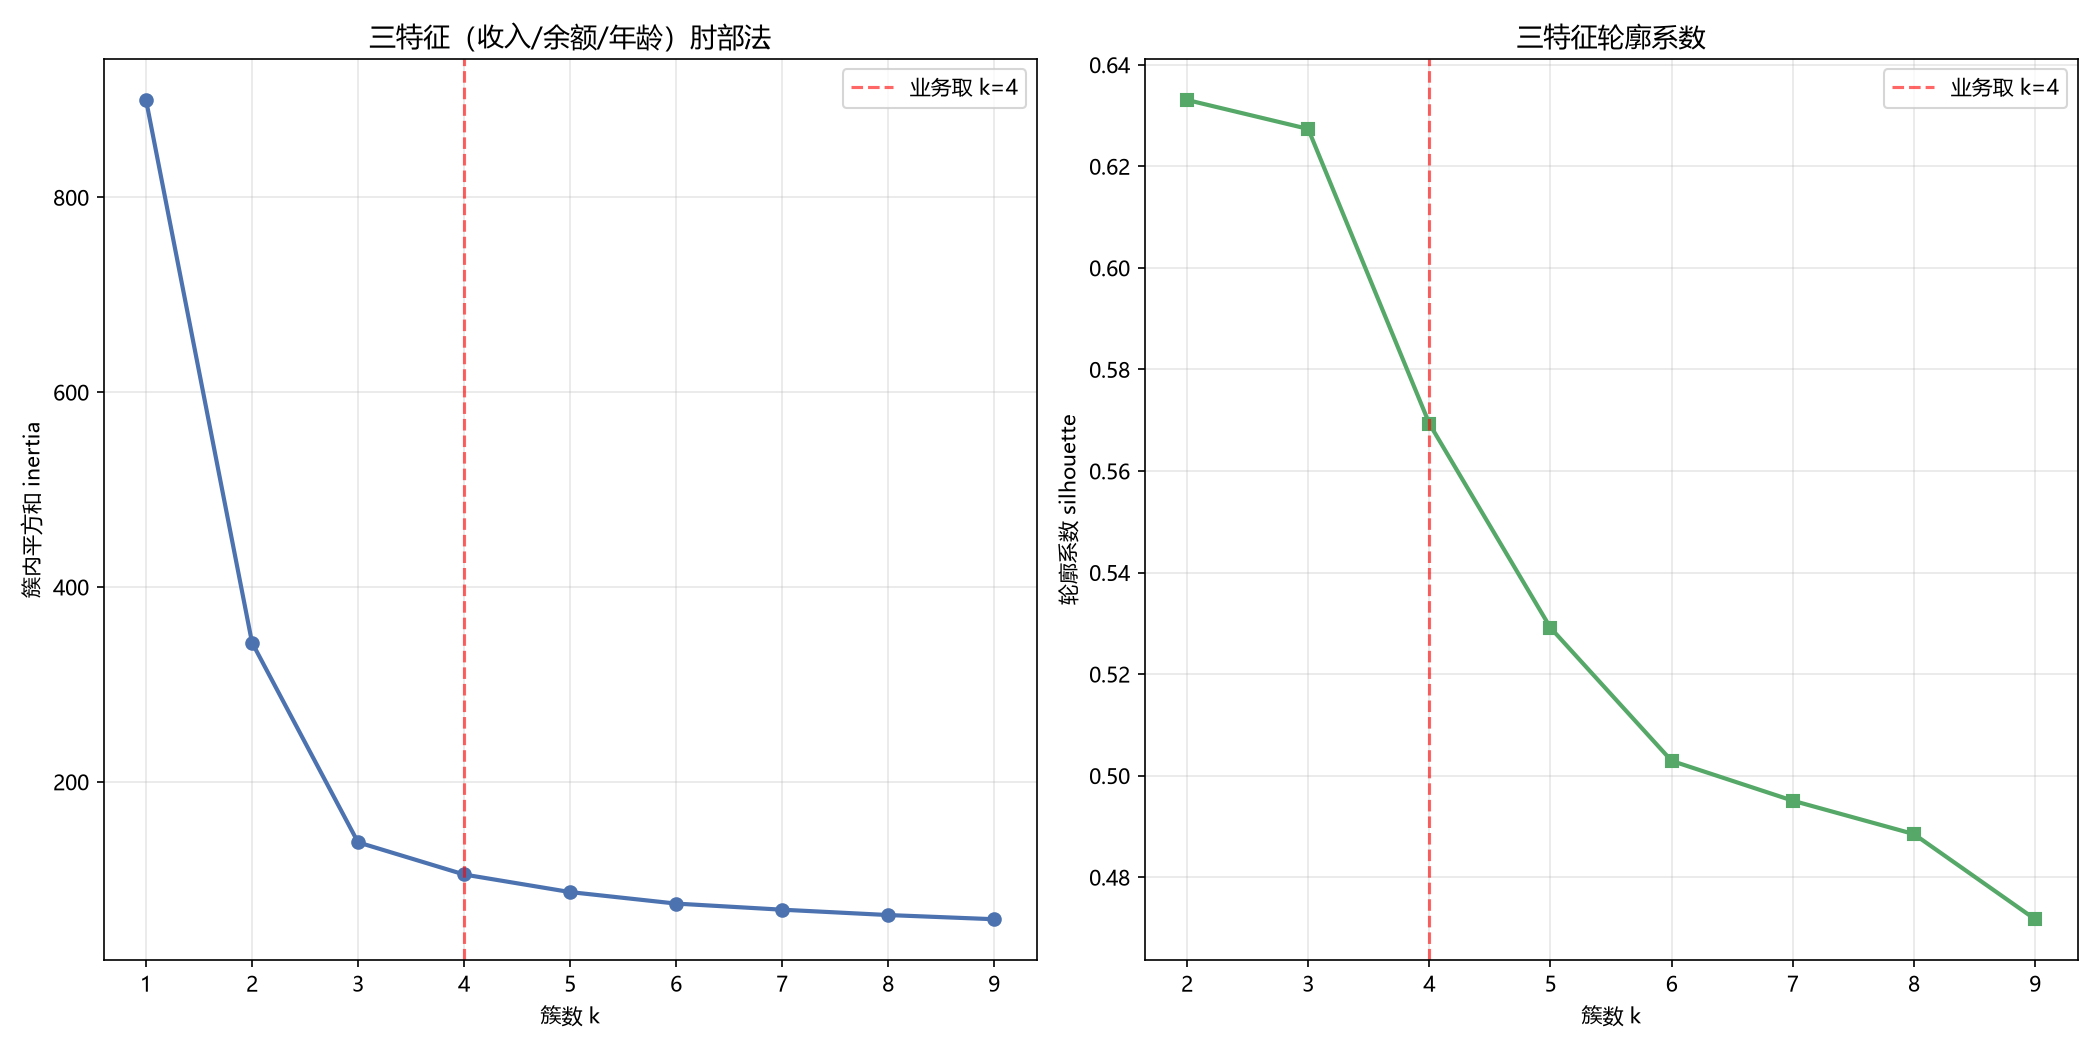 三特征（收入/余额/年龄）肘部法
业务取 k=4
800
600
400
200
簇内平方和 inertia
1 2 3 4 5 6 7 8 9
簇数 k
三特征轮廓系数
业务取 k=4
0.64
0.62
0.60
0.58
0.56
0.54
0.52
0.50
0.48
轮廓系数 silhouette
2 3 4 5 6 7 8 9
簇数 k